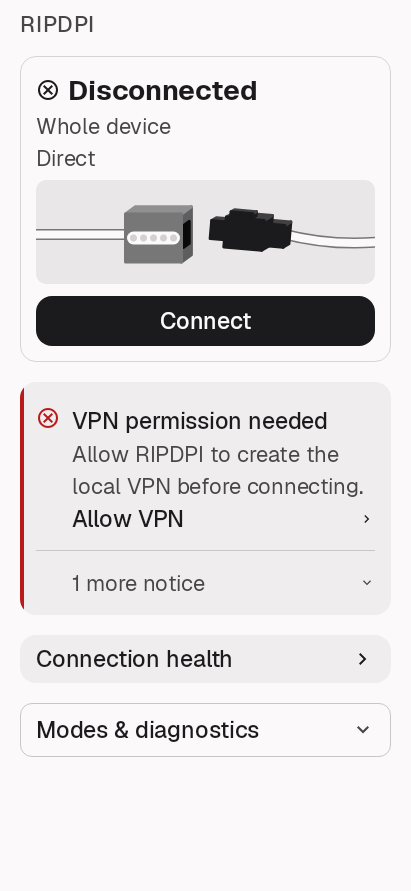 RIPDPI
Disconnected
Whole device
Direct
Connect
VPN permission needed
Allow RIPDPI to create the
local VPN before connecting.
Allow VPN
1 more notice
Connection health
Modes & diagnostics